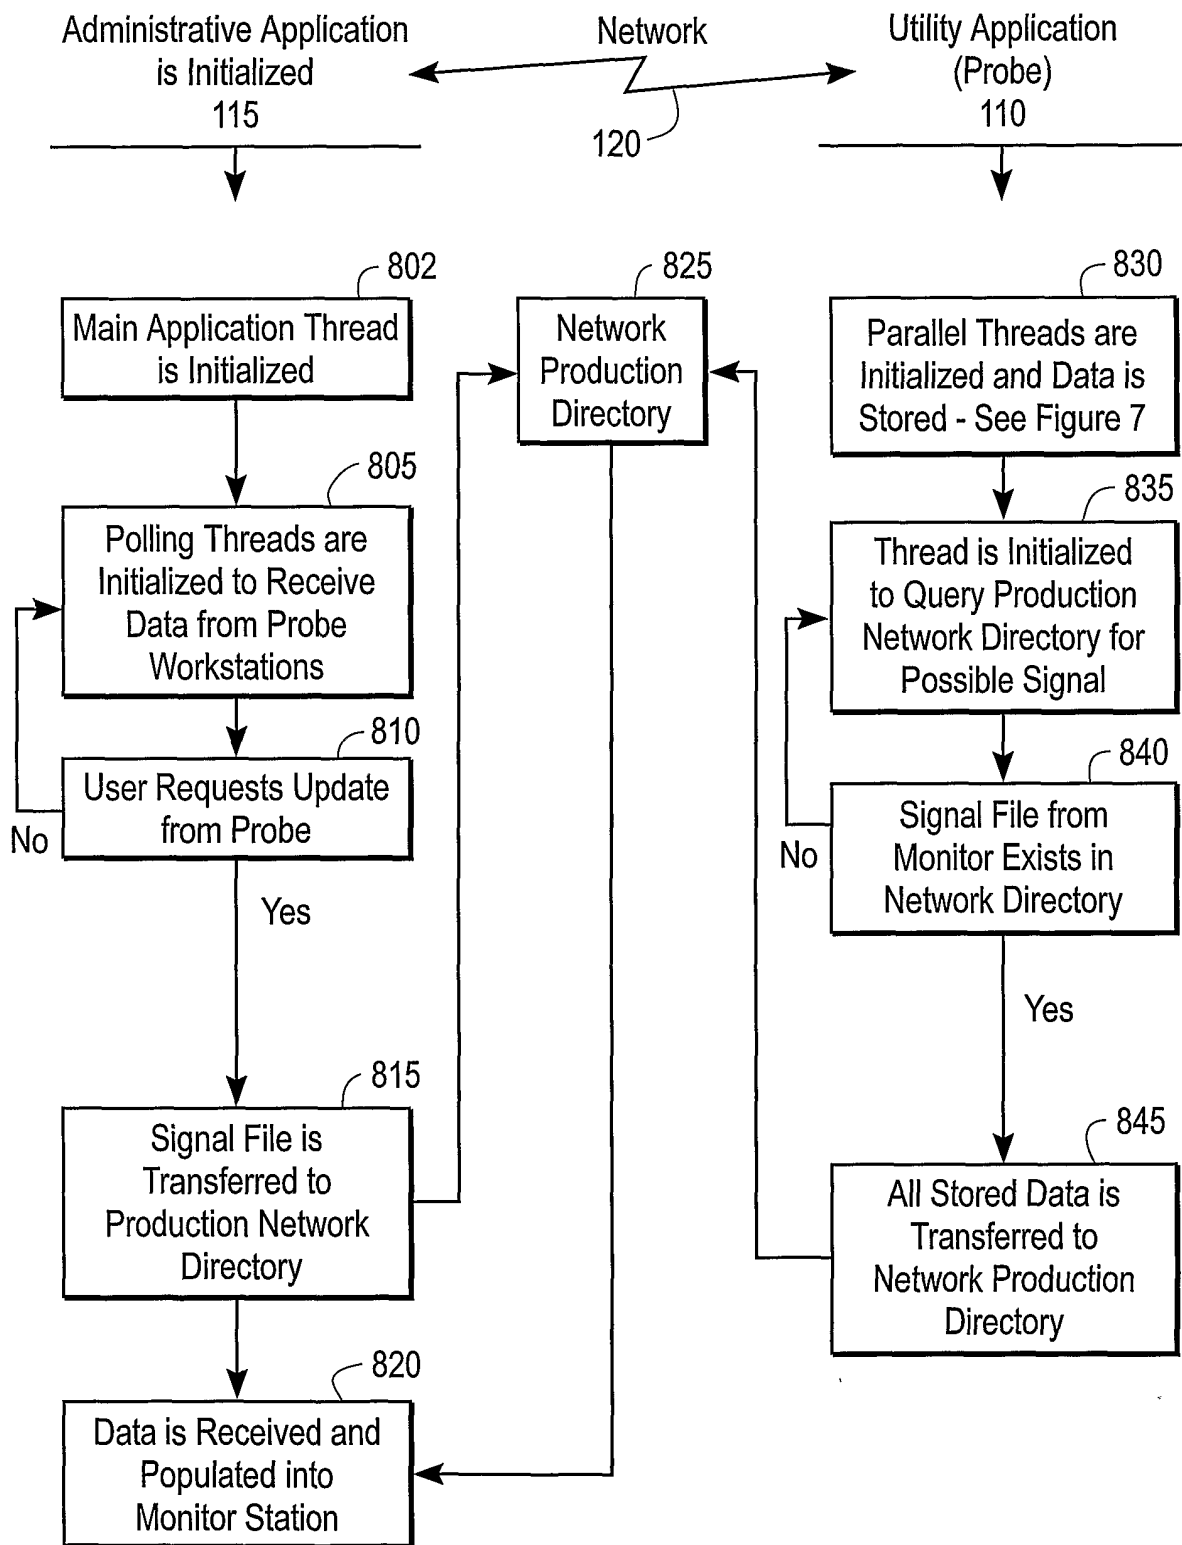 Administrative Application
is Initialized
115
Network
120
Utility Application
(Probe)
110
802
Main Application Thread
is Initialized
805
Polling Threads are
Initialized to Receive
Data from Probe
Workstations
810
User Requests Update
from Probe
No
Yes
815
Signal File is
Transferred to
Production Network
Directory
820
Data is Received and
Populated into
Monitor Station
825
Network
Production
Directory
830
Parallel Threads are
Initialized and Data is
Stored - See Figure 7
835
Thread is Initialized
to Query Production
Network Directory for
Possible Signal
840
Signal File from
Monitor Exists in
Network Directory
No
Yes
845
All Stored Data is
Transferred to
Network Production
Directory